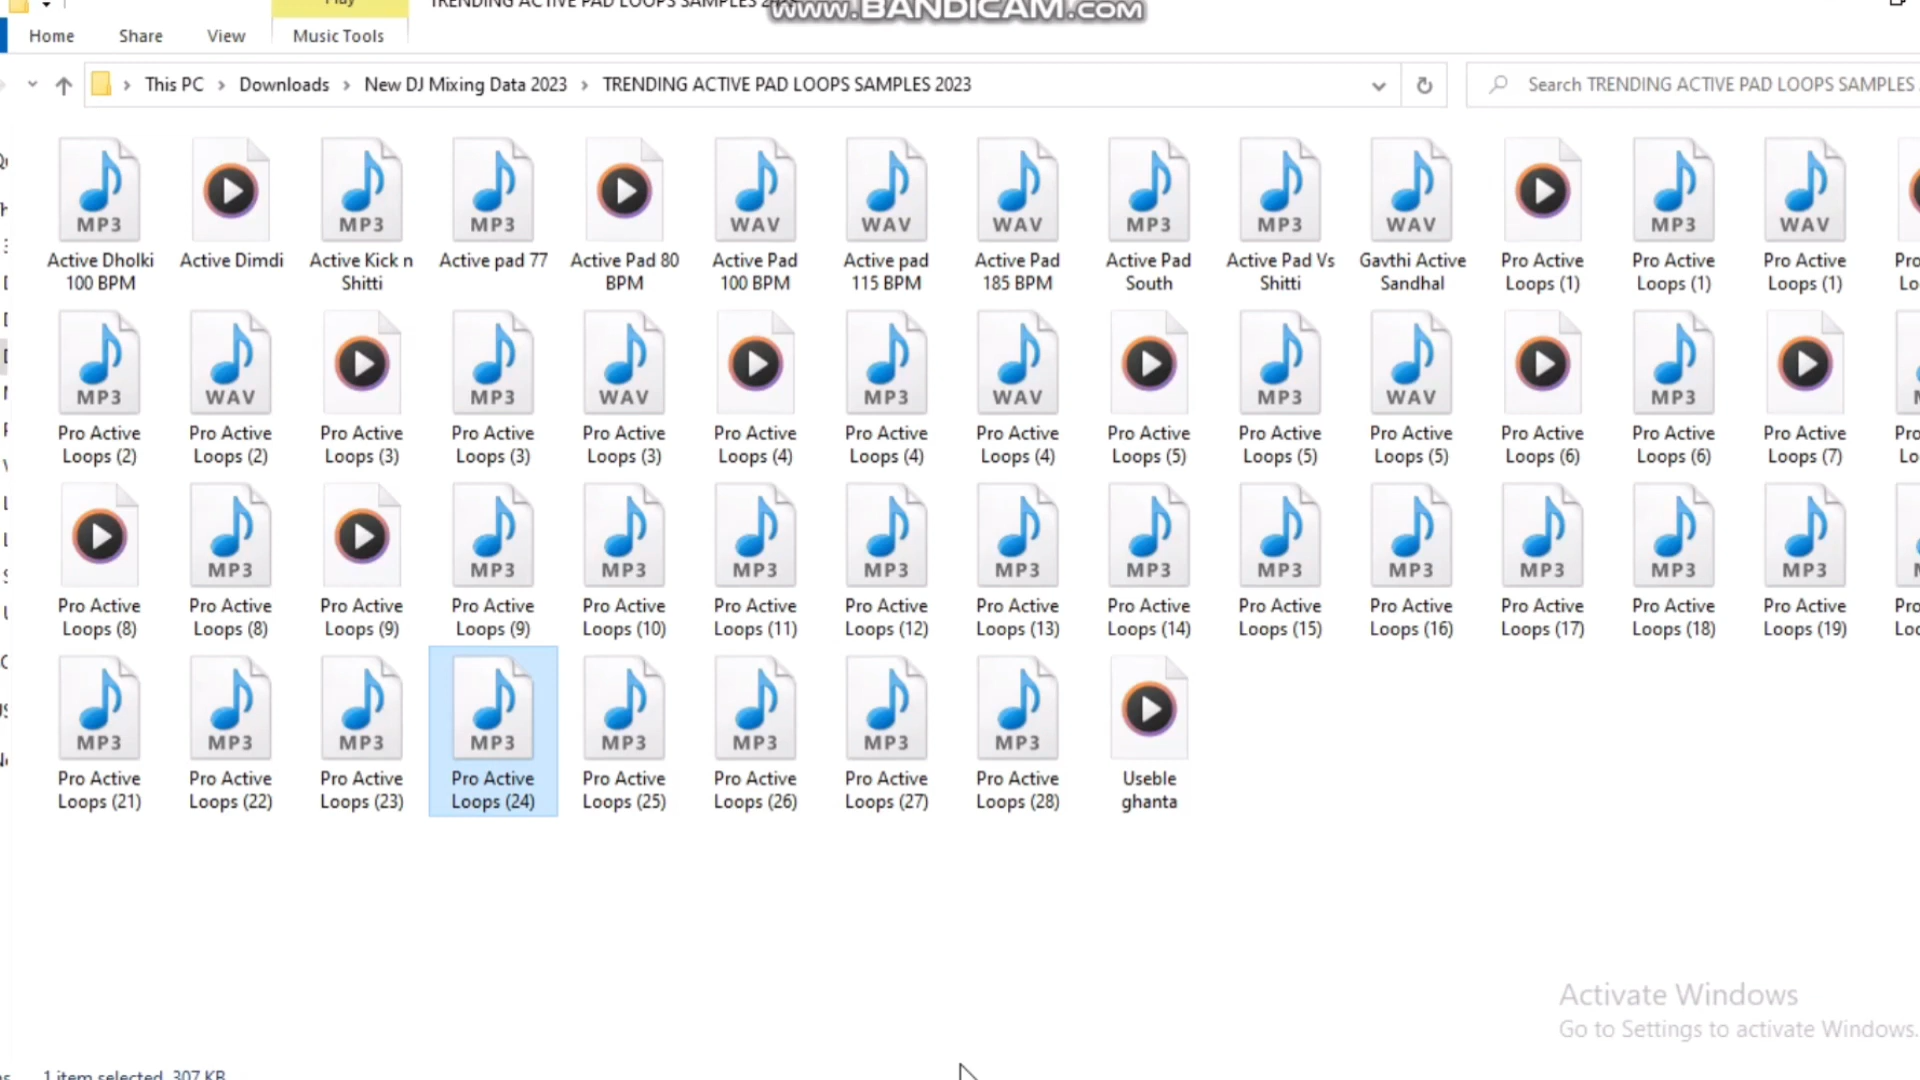 Play
TRENDING ACTIVE PAD LOOPS SAMPLES
www.BANDICAM.com
Home Share View Music Tools
This PC > Downloads > New DJ Mixing Data 2023 > TRENDING ACTIVE PAD LOOPS SAMPLES 2023
Search TRENDING ACTIVE PAD LOOPS SAMPLES
MP3 MP3 MP3 WAV WAV WAV MP3 MP3 WAV MP3 WAV
Active Dholki Active Dimdi Active Kick n Active pad 77 Active Pad 80 Active Pad Active pad Active Pad Active Pad Active Pad Vs Gavthi Active Pro Active Pro Active Pro Active
100 BPM Shitti BPM 100 BPM 115 BPM 185 BPM South Shitti Sandhal Loops (1) Loops (1) Loops (1)
MP3 WAV MP3 WAV MP3 WAV MP3 WAV MP3
Pro Active Pro Active Pro Active Pro Active Pro Active Pro Active Pro Active Pro Active Pro Active Pro Active Pro Active Pro Active Pro Active Pro Active
Loops (2) Loops (2) Loops (3) Loops (3) Loops (3) Loops (4) Loops (4) Loops (4) Loops (5) Loops (5) Loops (5) Loops (6) Loops (6) Loops (7)
MP3 MP3 MP3 MP3 MP3 MP3 MP3 MP3 MP3 MP3 MP3 MP3
Pro Active Pro Active Pro Active Pro Active Pro Active Pro Active Pro Active Pro Active Pro Active Pro Active Pro Active Pro Active Pro Active Pro Active
Loops (8) Loops (8) Loops (9) Loops (9) Loops (10) Loops (11) Loops (12) Loops (13) Loops (14) Loops (15) Loops (16) Loops (17) Loops (18) Loops (19)
MP3 MP3 MP3 MP3 MP3 MP3 MP3 MP3
Pro Active Pro Active Pro Active Pro Active Pro Active Pro Active Pro Active Pro Active Useble
Loops (21) Loops (22) Loops (23) Loops (24) Loops (25) Loops (26) Loops (27) Loops (28) ghanta
Activate Windows
Go to Settings to activate Windows.
1 item selected 307 KB